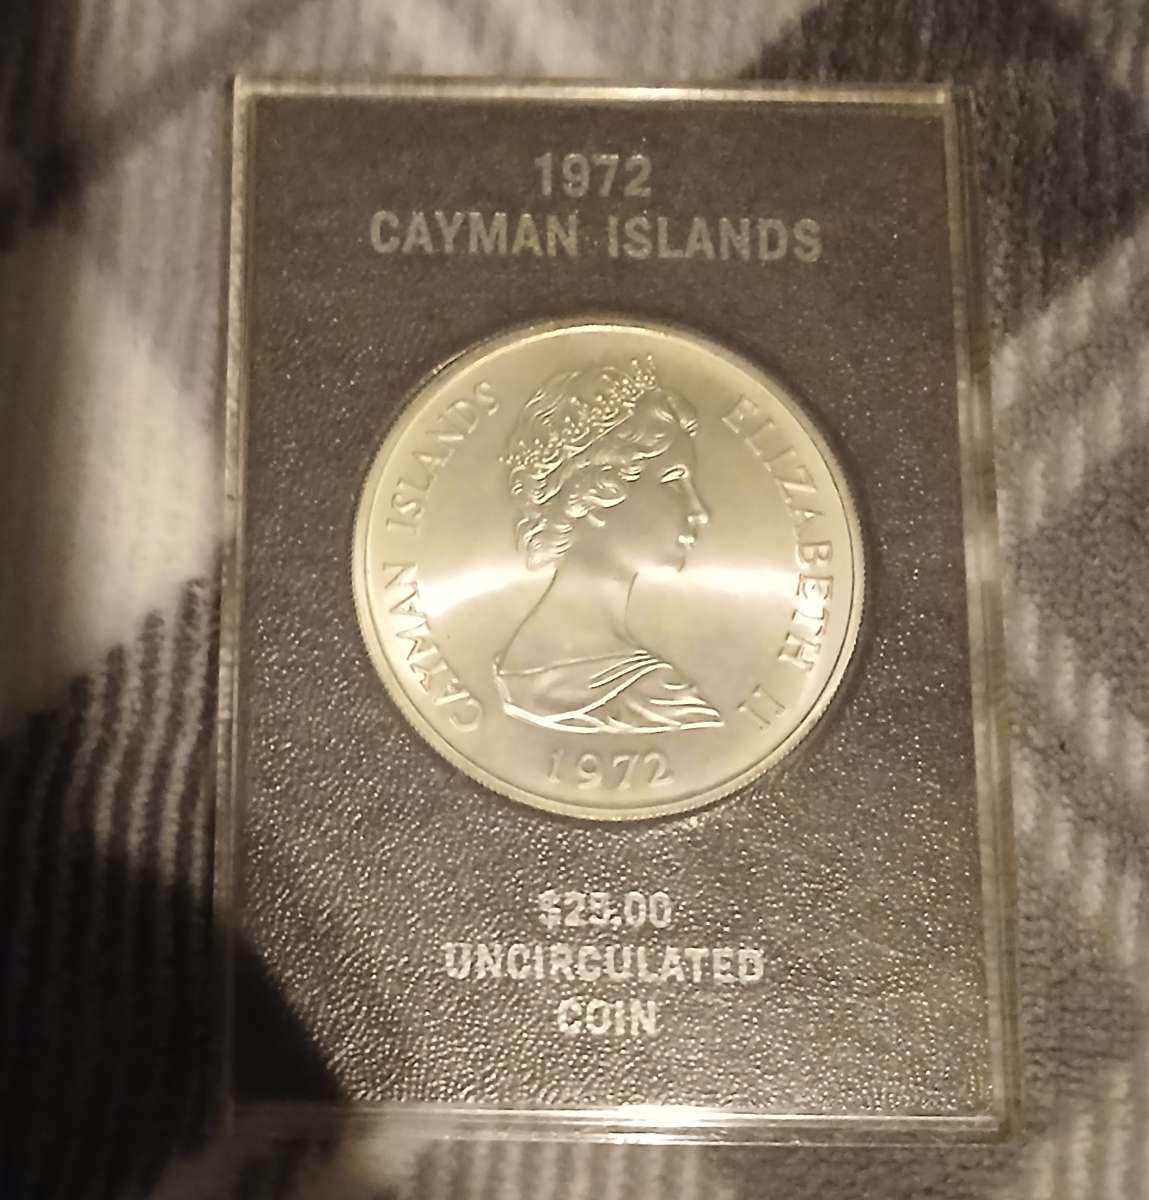 1972
CAYMAN ISLANDS
CAYMAN ISLANDS
ELIZABETH II
1972
$25.00
UNCIRCULATED
COIN